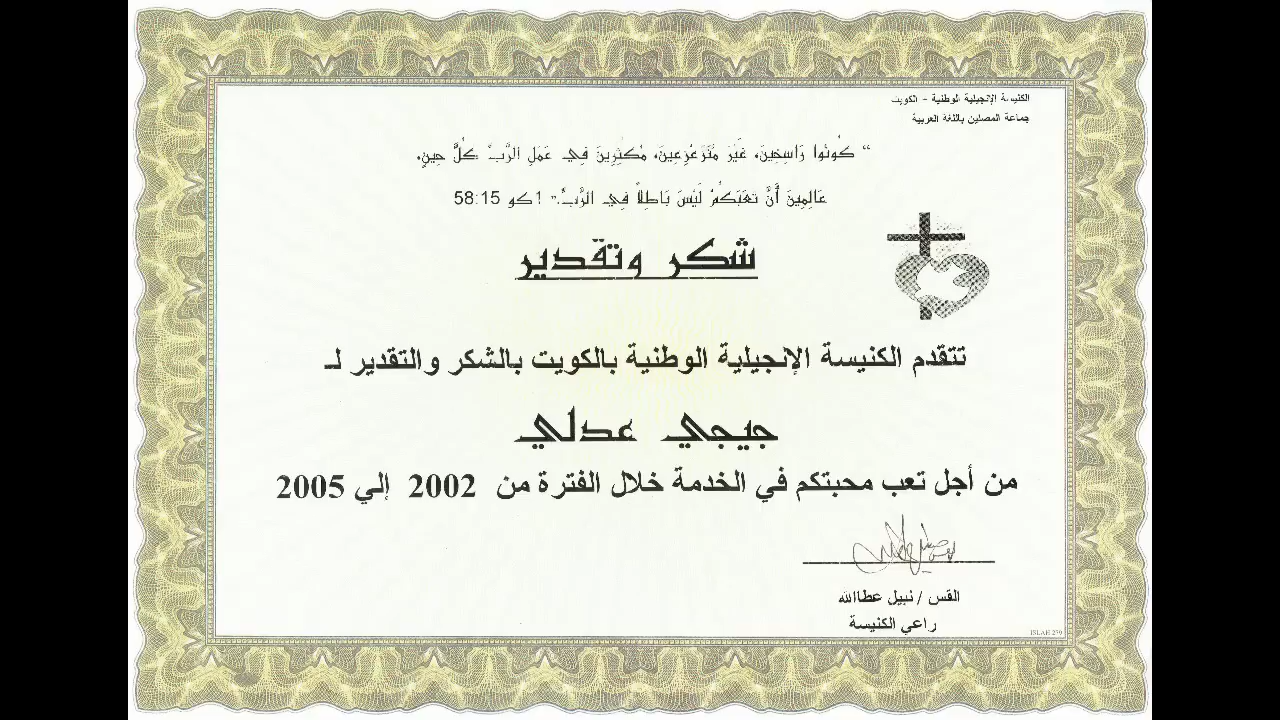 الكنيسة الإنجيلية الوطنية - الكويت
جماعة المصلين باللغة العربية
" كُونُوا رَاسِخِينَ، غَيْرَ مُتَزَعْزِعِينَ، مُكْثِرِينَ فِي عَمَلِ الرَّبِّ كُلَّ حِينٍ،
عَالِمِينَ أَنَّ تَعَبَكُمْ لَيْسَ بَاطِلاً فِي الرَّبِّ." 1كو 58:15
شكر وتقدير
تتقدم الكنيسة الإنجيلية الوطنية بالكويت بالشكر والتقدير لـ
جيجي عدلي
من أجل تعب محبتكم في الخدمة خلال الفترة من 2002 إلي 2005
القس / نبيل عطاالله
راعي الكنيسة
ISLAH 279